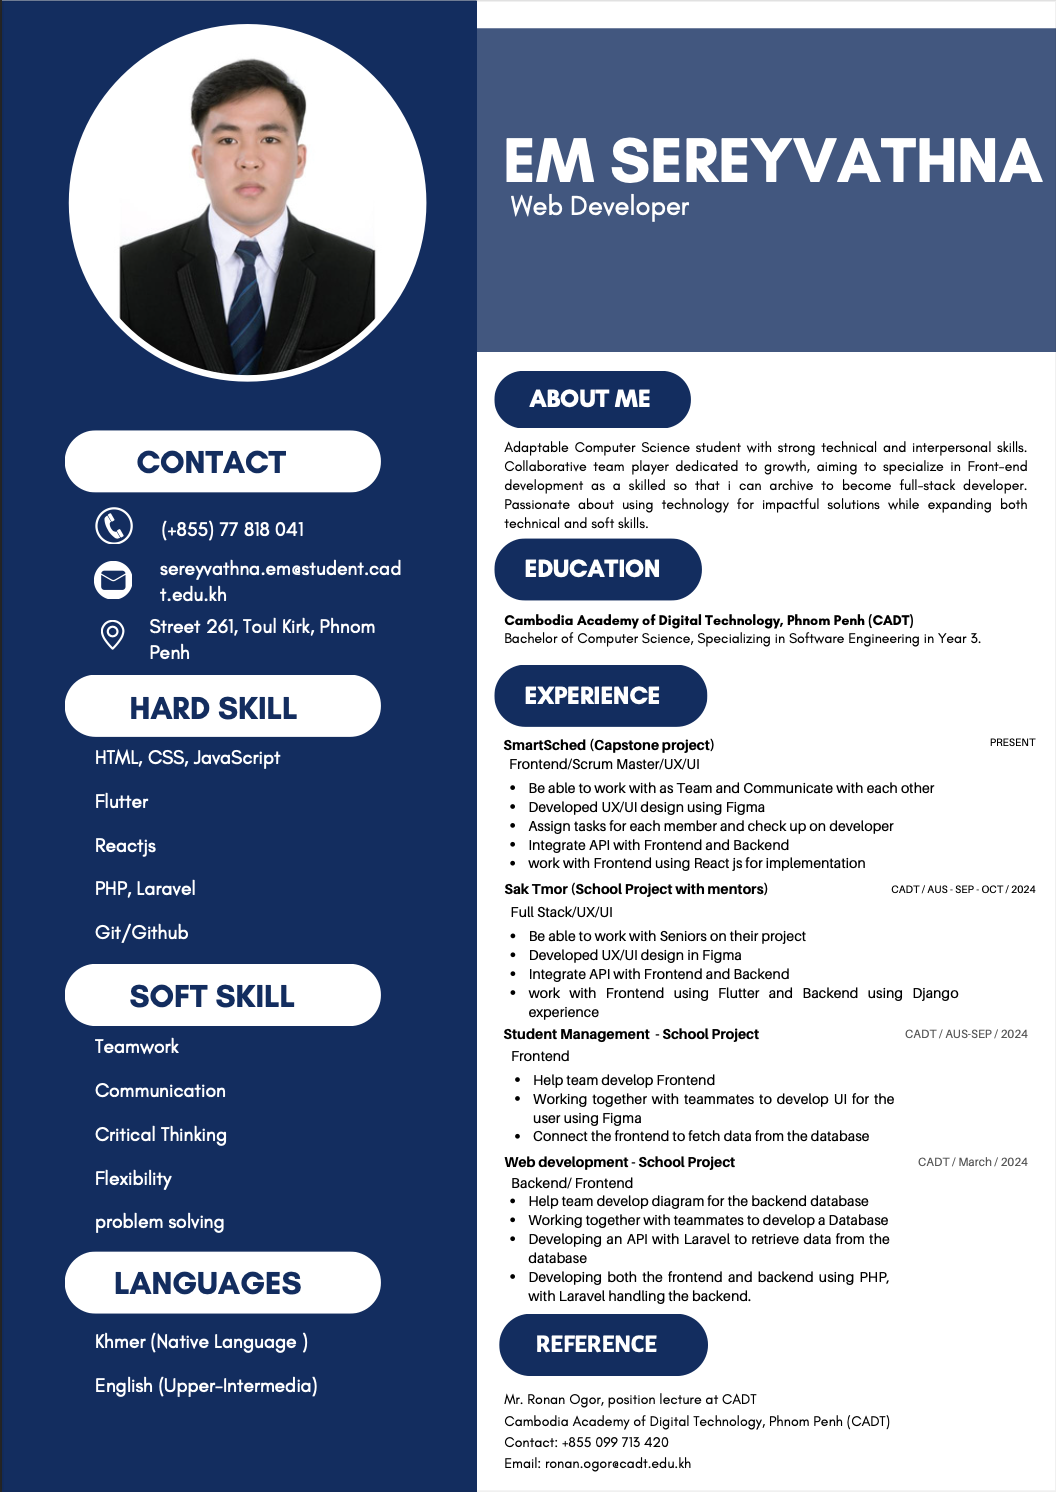 EM SEREYVATHNA
Web Developer
CONTACT
(+855) 77 818 041
sereyvathna.em@student.cad
t.edu.kh
Street 261, Toul Kirk, Phnom
Penh
HARD SKILL
HTML, CSS, JavaScript
Flutter
Reactjs
PHP, Laravel
Git/Github
SOFT SKILL
Teamwork
Communication
Critical Thinking
Flexibility
problem solving
LANGUAGES
Khmer (Native Language )
English (Upper-Intermedia)
ABOUT ME
Adaptable Computer Science student with strong technical and interpersonal skills.
Collaborative team player dedicated to growth, aiming to specialize in Front-end
development as a skilled so that i can archive to become full-stack developer.
Passionate about using technology for impactful solutions while expanding both
technical and soft skills.
EDUCATION
Cambodia Academy of Digital Technology, Phnom Penh (CADT)
Bachelor of Computer Science, Specializing in Software Engineering in Year 3.
EXPERIENCE
SmartSched (Capstone project) PRESENT
Frontend/Scrum Master/UX/UI
• Be able to work with as Team and Communicate with each other
• Developed UX/UI design using Figma
• Assign tasks for each member and check up on developer
• Integrate API with Frontend and Backend
• work with Frontend using React js for implementation
Sak Tmor (School Project with mentors) CADT / AUS - SEP - OCT / 2024
Full Stack/UX/UI
• Be able to work with Seniors on their project
• Developed UX/UI design in Figma
• Integrate API with Frontend and Backend
• work with Frontend using Flutter and Backend using Django
experience
Student Management - School Project CADT / AUS-SEP / 2024
Frontend
• Help team develop Frontend
• Working together with teammates to develop UI for the
user using Figma
• Connect the frontend to fetch data from the database
Web development - School Project CADT / March / 2024
Backend/ Frontend
• Help team develop diagram for the backend database
• Working together with teammates to develop a Database
• Developing an API with Laravel to retrieve data from the
database
• Developing both the frontend and backend using PHP,
with Laravel handling the backend.
REFERENCE
Mr. Ronan Ogor, position lecture at CADT
Cambodia Academy of Digital Technology, Phnom Penh (CADT)
Contact: +855 099 713 420
Email: ronan.ogor@cadt.edu.kh